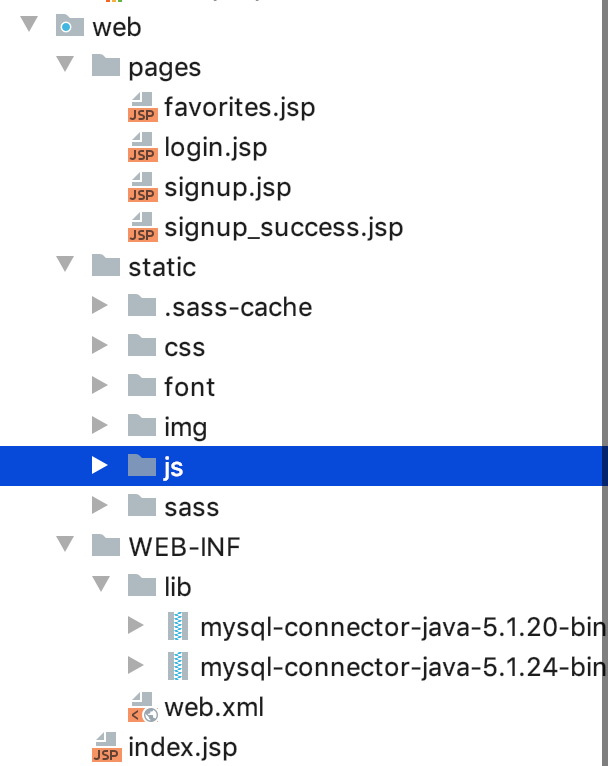 web
pages
JSP favorites.jsp
JSP login.jsp
JSP signup.jsp
JSP signup_success.jsp
static
.sass-cache
css
font
img
js
sass
WEB-INF
lib
mysql-connector-java-5.1.20-bin
mysql-connector-java-5.1.24-bin
web.xml
JSP index.jsp